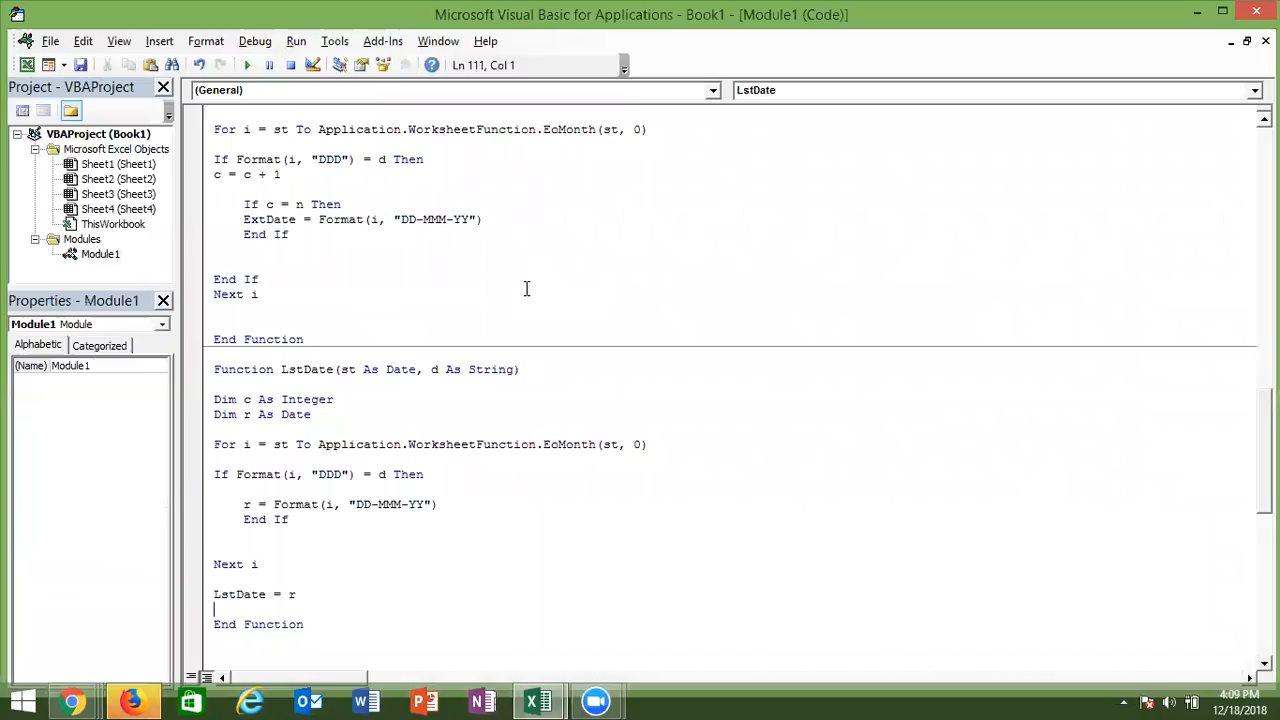 Microsoft Visual Basic for Applications - Book1 - [Module1 (Code)]
File Edit View Insert Format Debug Run Tools Add-Ins Window Help
Ln 111, Col 1
Project - VBAProject
(General)
LstDate
VBAProject (Book1)
Microsoft Excel Objects
Sheet1 (Sheet1)
Sheet2 (Sheet2)
Sheet3 (Sheet3)
Sheet4 (Sheet4)
ThisWorkbook
Modules
Module1
Properties - Module1
Module1 Module
Alphabetic Categorized
(Name) Module1
For i = st To Application.WorksheetFunction.EoMonth(st, 0)
If Format(i, "DDD") = d Then
c = c + 1
If c = n Then
ExtDate = Format(i, "DD-MMM-YY")
End If
End If
Next i
End Function
Function LstDate(st As Date, d As String)
Dim c As Integer
Dim r As Date
For i = st To Application.WorksheetFunction.EoMonth(st, 0)
If Format(i, "DDD") = d Then
r = Format(i, "DD-MMM-YY")
End If
Next i
LstDate = r
End Function
4:09 PM
12/18/2018